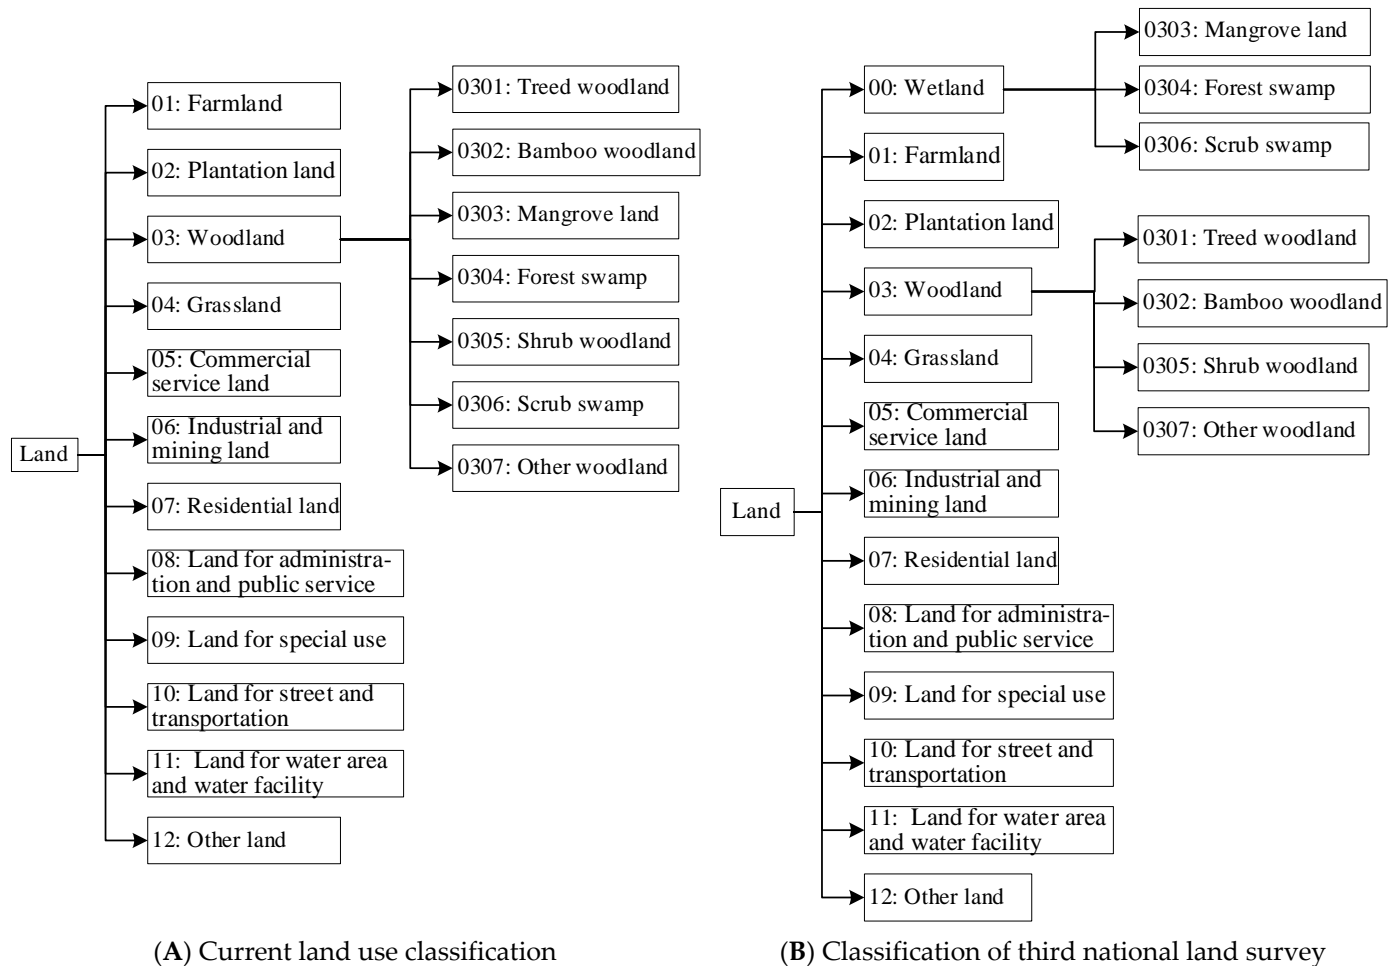 Land
01: Farmland
02: Plantation land
03: Woodland
04: Grassland
05: Commercial
service land
06: Industrial and
mining land
07: Residential land
08: Land for administra-
tion and public service
09: Land for special use
10: Land for street and
transportation
11:  Land for water area
and water facility
12: Other land
0301: Treed woodland
0302: Bamboo woodland
0303: Mangrove land
0304: Forest swamp
0305: Shrub woodland
0306: Scrub swamp
0307: Other woodland
(A) Current land use classification
Land
00: Wetland
01: Farmland
02: Plantation land
03: Woodland
04: Grassland
05: Commercial
service land
06: Industrial and
mining land
07: Residential land
08: Land for administra-
tion and public service
09: Land for special use
10: Land for street and
transportation
11:  Land for water area
and water facility
12: Other land
0303: Mangrove land
0304: Forest swamp
0306: Scrub swamp
0301: Treed woodland
0302: Bamboo woodland
0305: Shrub woodland
0307: Other woodland
(B) Classification of third national land survey